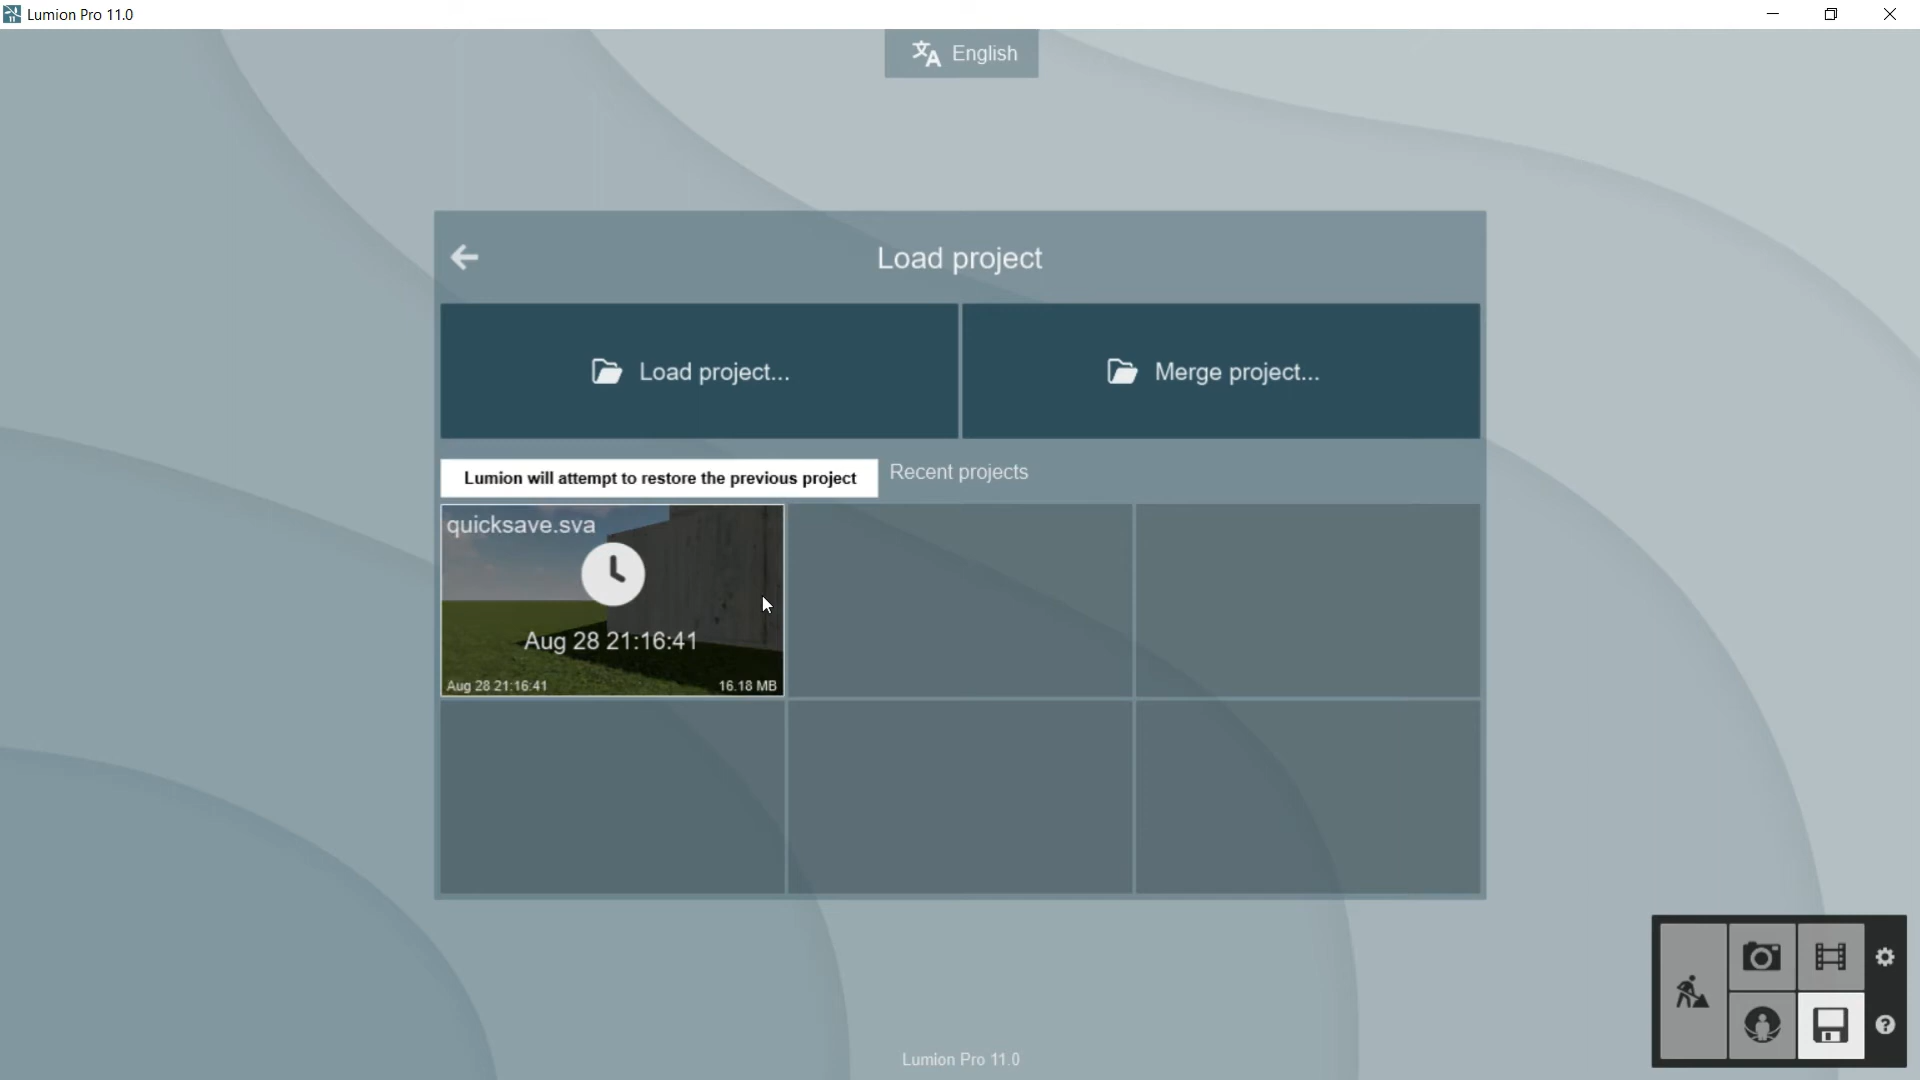 Lumion Pro 11.0
文A English
Load project
Load project...
Merge project...
Lumion will attempt to restore the previous project
Recent projects
quicksave.sva
Aug 28 21:16:41
Aug 28 21:16:41
16.18 MB
Lumion Pro 11.0